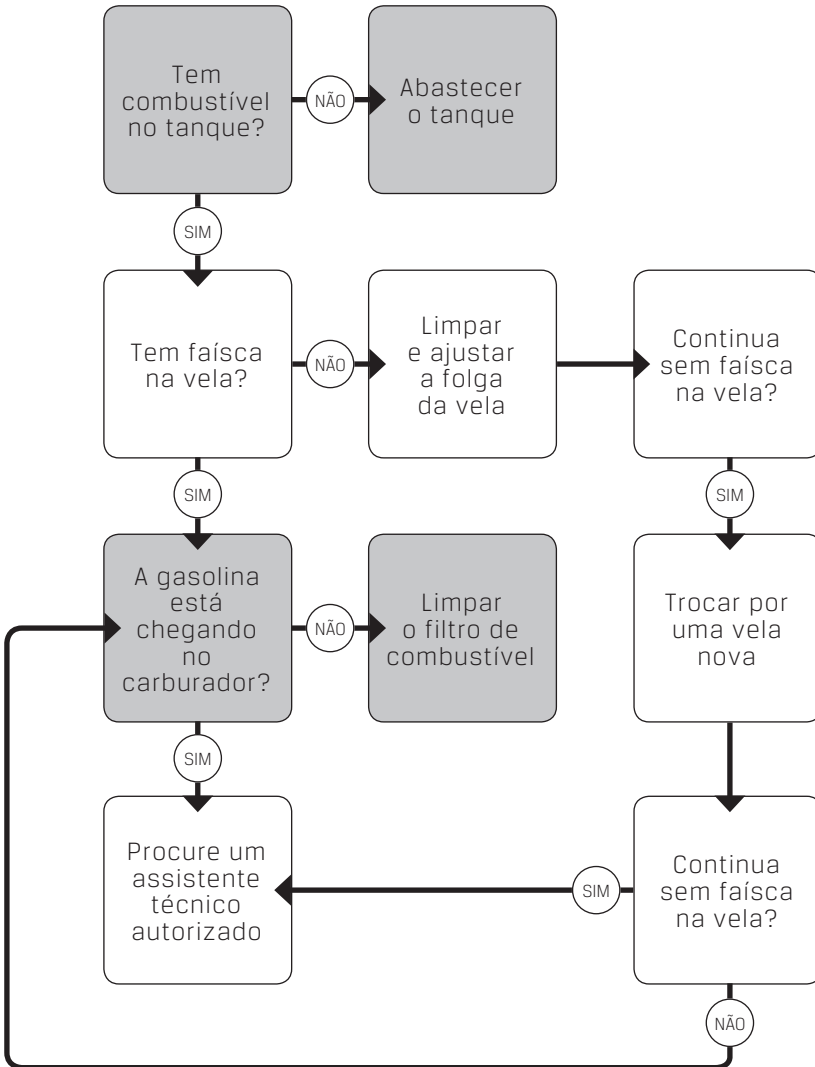 Tem
combustível
no tanque?
NÃO
Abastecer
o tanque
SIM
Tem faísca
na vela?
NÃO
Limpar
e ajustar
a folga
da vela
Continua
sem faísca
na vela?
SIM
SIM
A gasolina
está
chegando
no
carburador?
NÃO
Limpar
o filtro de
combustível
Trocar por
uma vela
nova
SIM
Procure um
assistente
técnico
autorizado
SIM
Continua
sem faísca
na vela?
NÃO